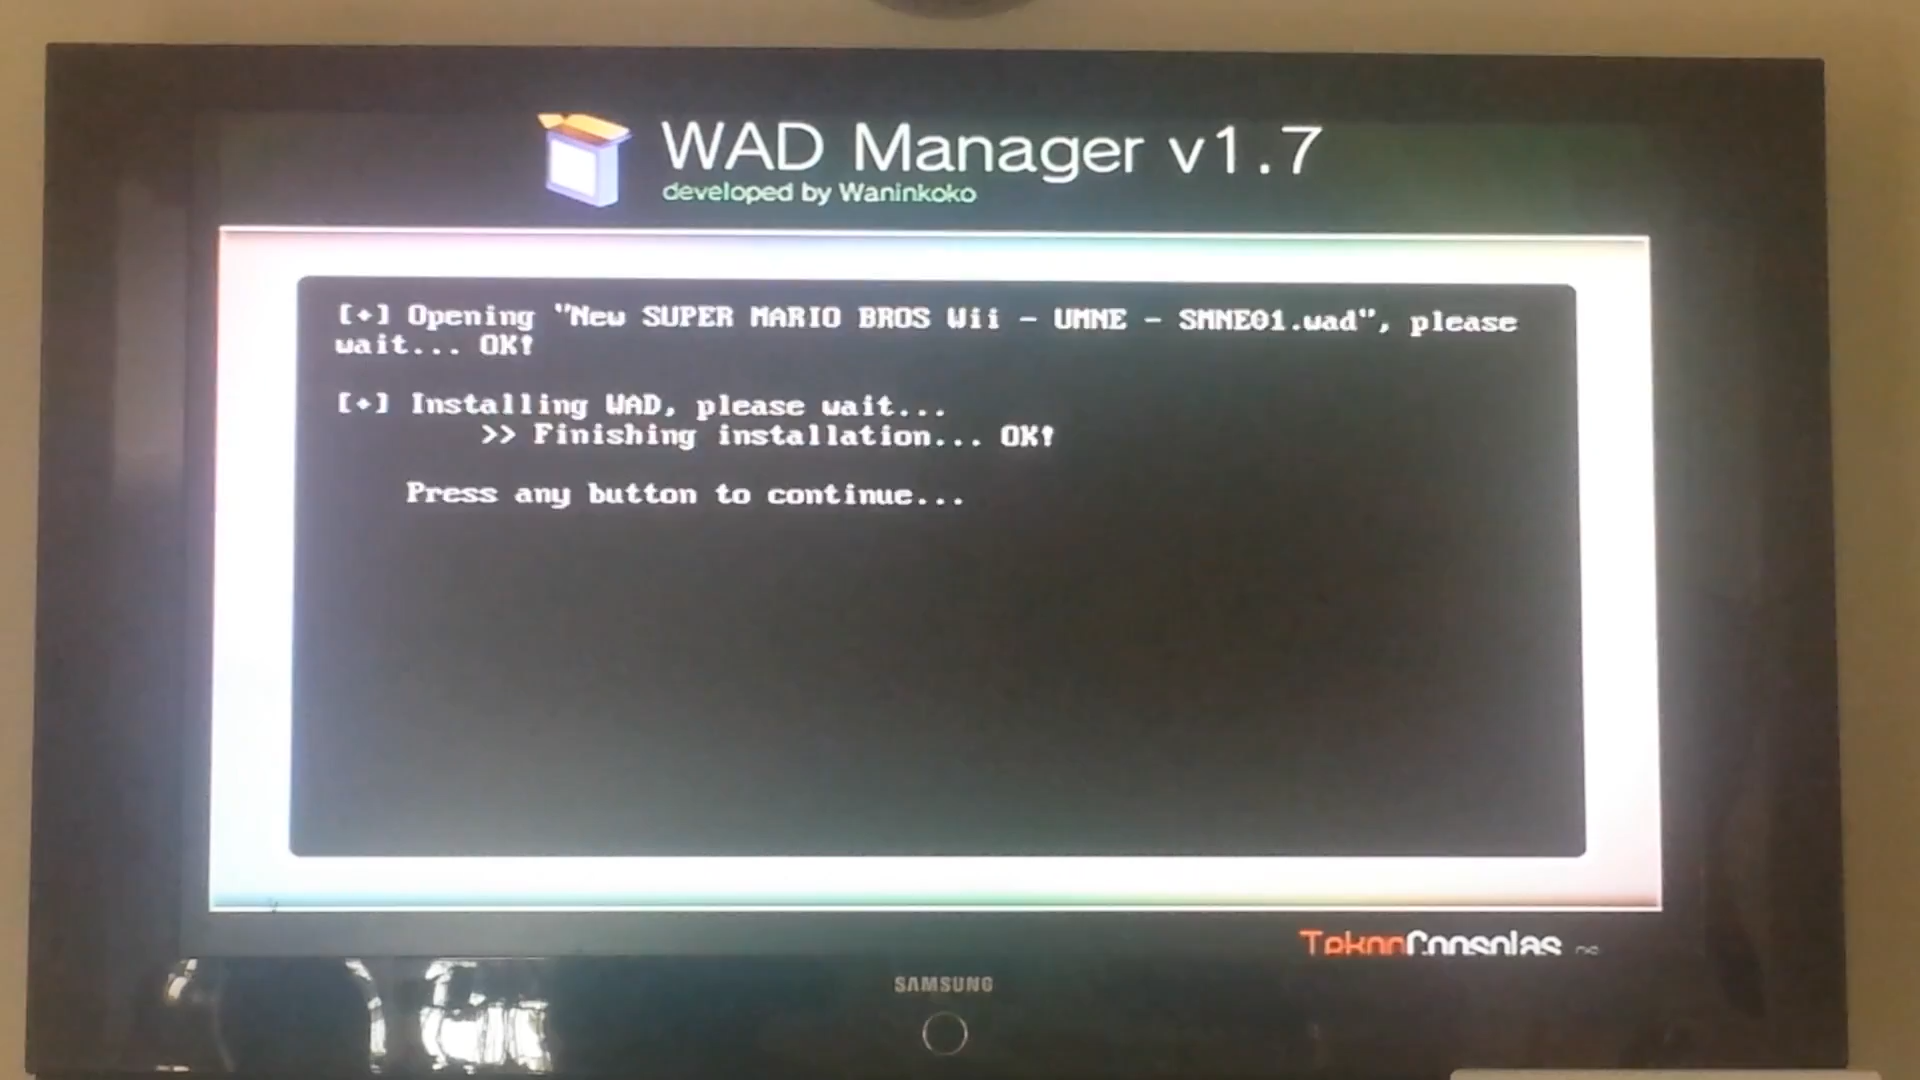 WAD Manager v1.7
developed by Waninkoko
[+] Opening "New SUPER MARIO BROS Wii - UMNE - SMNE01.wad", please
wait... OK!
[+] Installing WAD, please wait...
>> Finishing installation... OK!
Press any button to continue...
TeknoConsolas
SAMSUNG